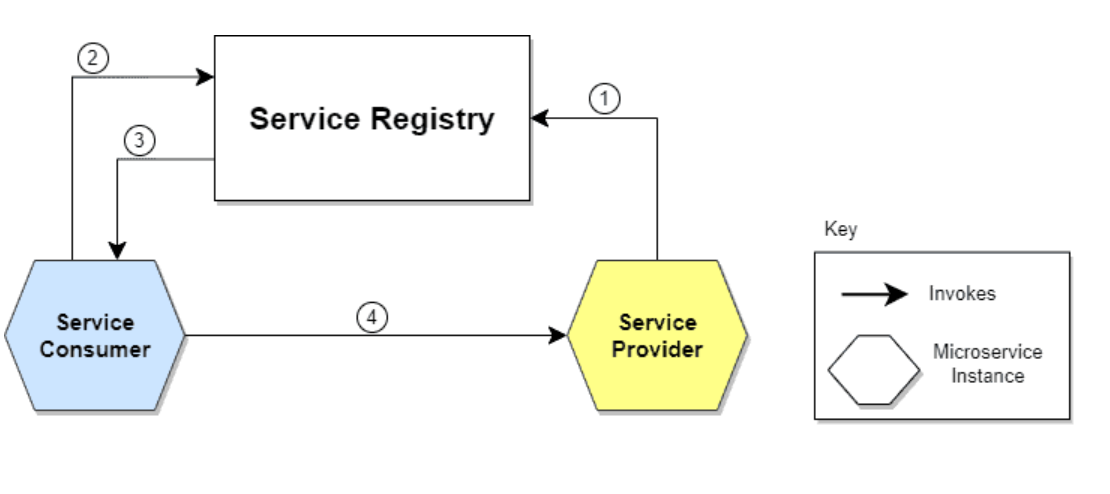 2
Service Registry
1
3
Key
Invokes
Microservice
Instance
Service
Consumer
4
Service
Provider